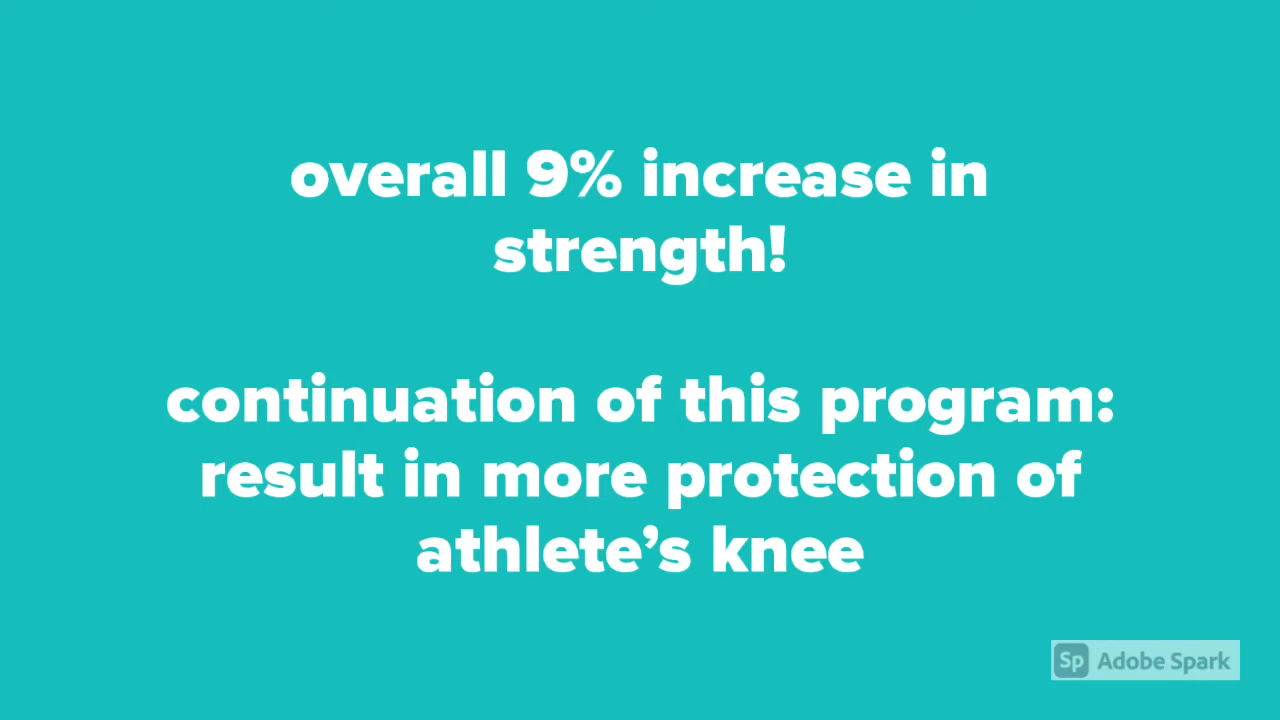 overall 9% increase in
strength!
continuation of this program:
result in more protection of
athlete’s knee
Sp Adobe Spark